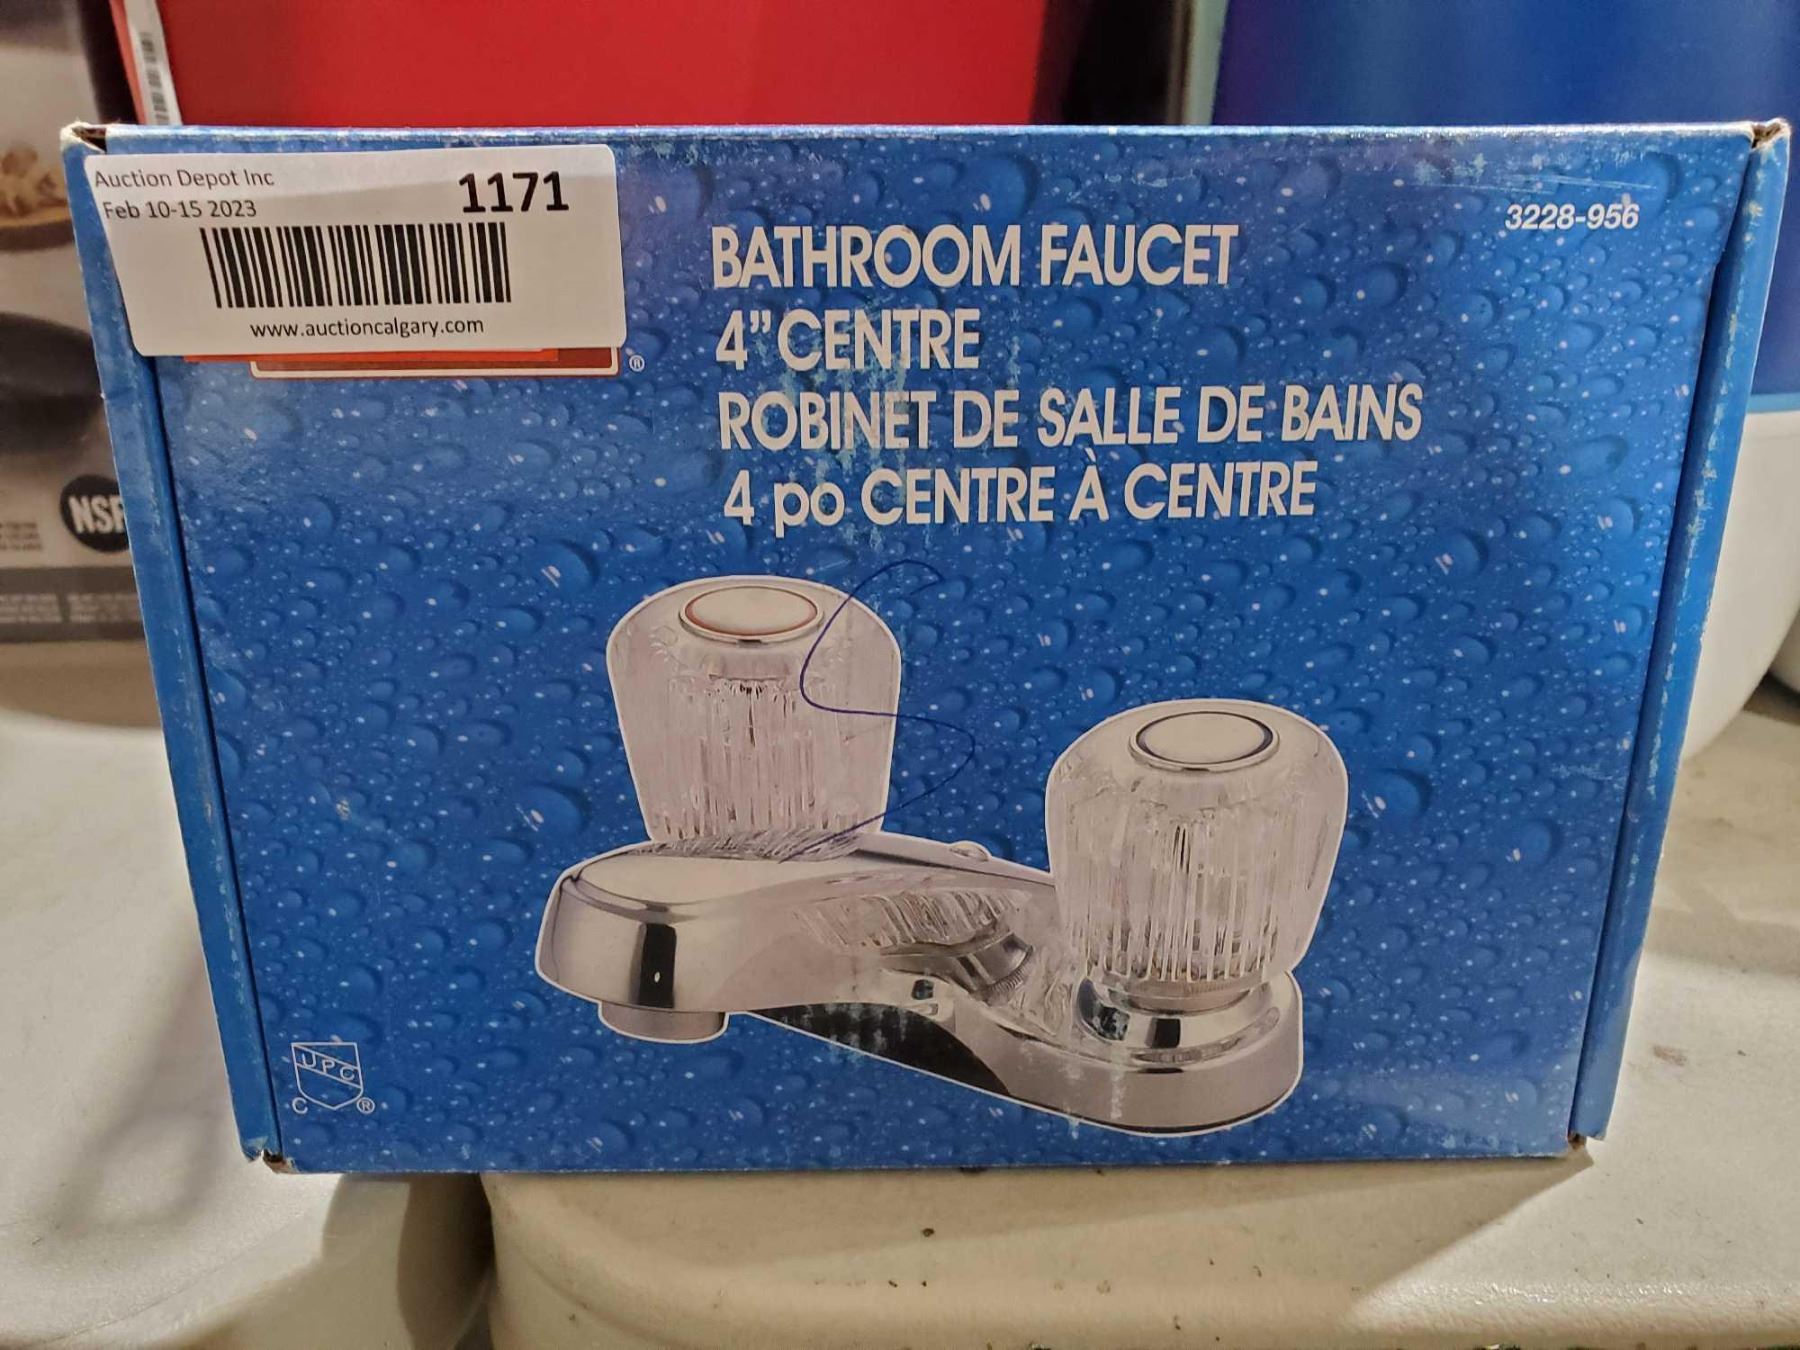 Auction Depot Inc
Feb 10-15 2023
1171
www.auctioncalgary.com
®
3228-956
BATHROOM FAUCET
4" CENTRE
ROBINET DE SALLE DE BAINS
4 po CENTRE À CENTRE
NSF
UPC
C ®